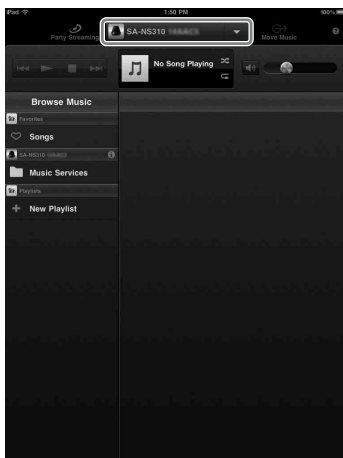 iPad 1:50 PM 100%
Party Streaming SA-NS310 Move Music ?
No Song Playing
Browse Music
Favorites
Songs
SA-NS310
Music Services
Playlists
New Playlist